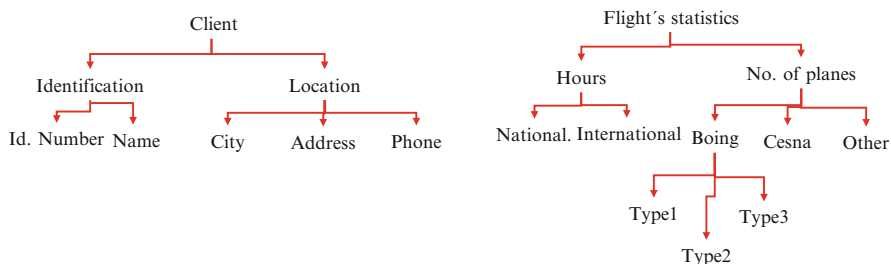 Client
Identification Location
Id. Number Name City Address Phone
Flight´s statistics
Hours No. of planes
National. International Boing Cesna Other
Type1 Type2 Type3